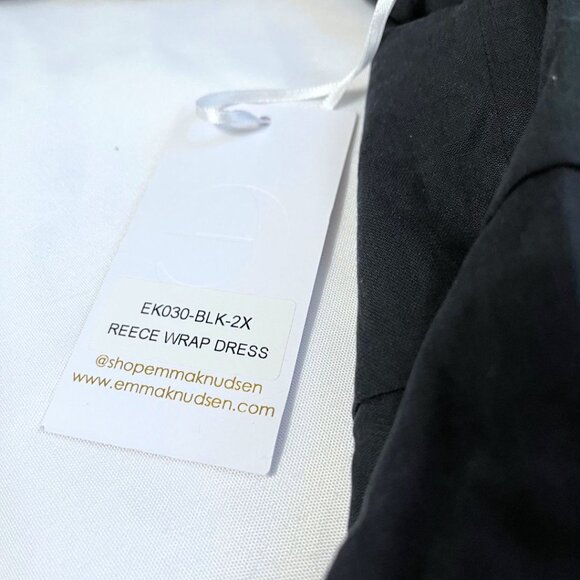 EK030-BLK-2X
REECE WRAP DRESS
@shopemmaknudsen
www.emmaknudsen.com